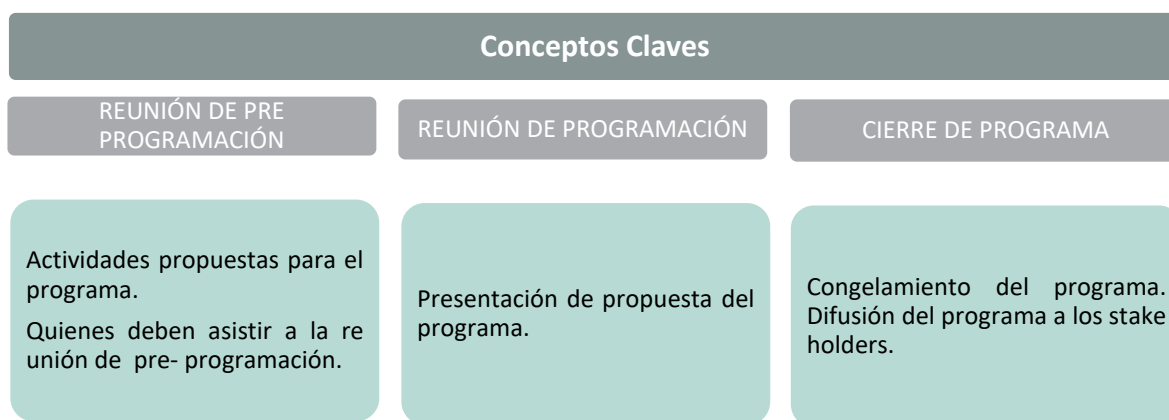 Conceptos Claves
REUNIÓN DE PRE
PROGRAMACIÓN
REUNIÓN DE PROGRAMACIÓN
CIERRE DE PROGRAMA
Actividades propuestas para el
programa.
Quienes deben asistir a la re
unión de pre- programación.
Presentación de propuesta del
programa.
Congelamiento del programa.
Difusión del programa a los stake
holders.